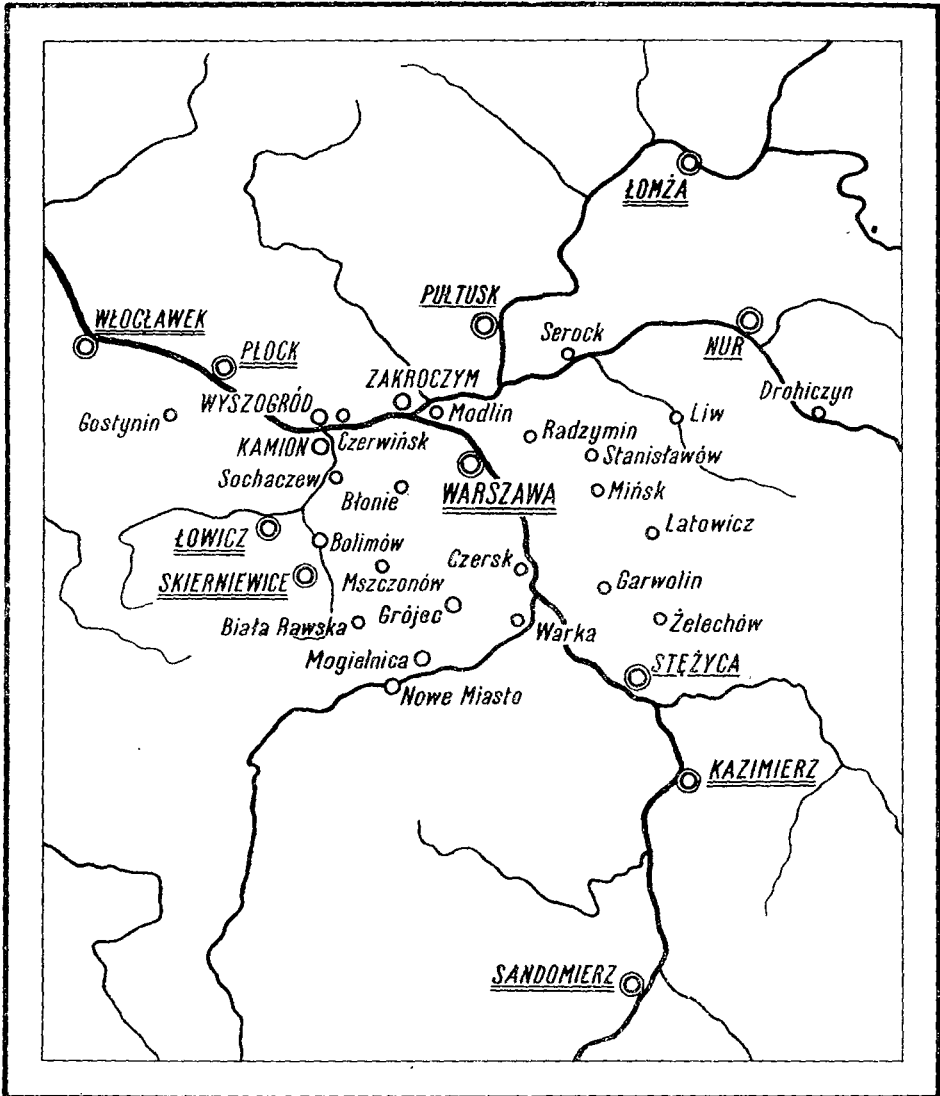 ŁOMŻA
PUŁTUSK
WŁOCŁAWEK
Serock
NUR
PŁOCK
ZAKROCZYM
Drohiczyn
WYSZOGRÓD
Modlin
Gostynin
Liw
Radzymin
Czerwińsk
KAMION
Stanisławów
Sochaczew
Mińsk
Błonie
WARSZAWA
Latowicz
ŁOWICZ
Bolimów
Czersk
SKIERNIEWICE
Mszczonów
Garwolin
Grójec
Biała Rawska
Żelechów
Warka
Mogielnica
STĘŻYCA
Nowe Miasto
KAZIMIERZ
SANDOMIERZ